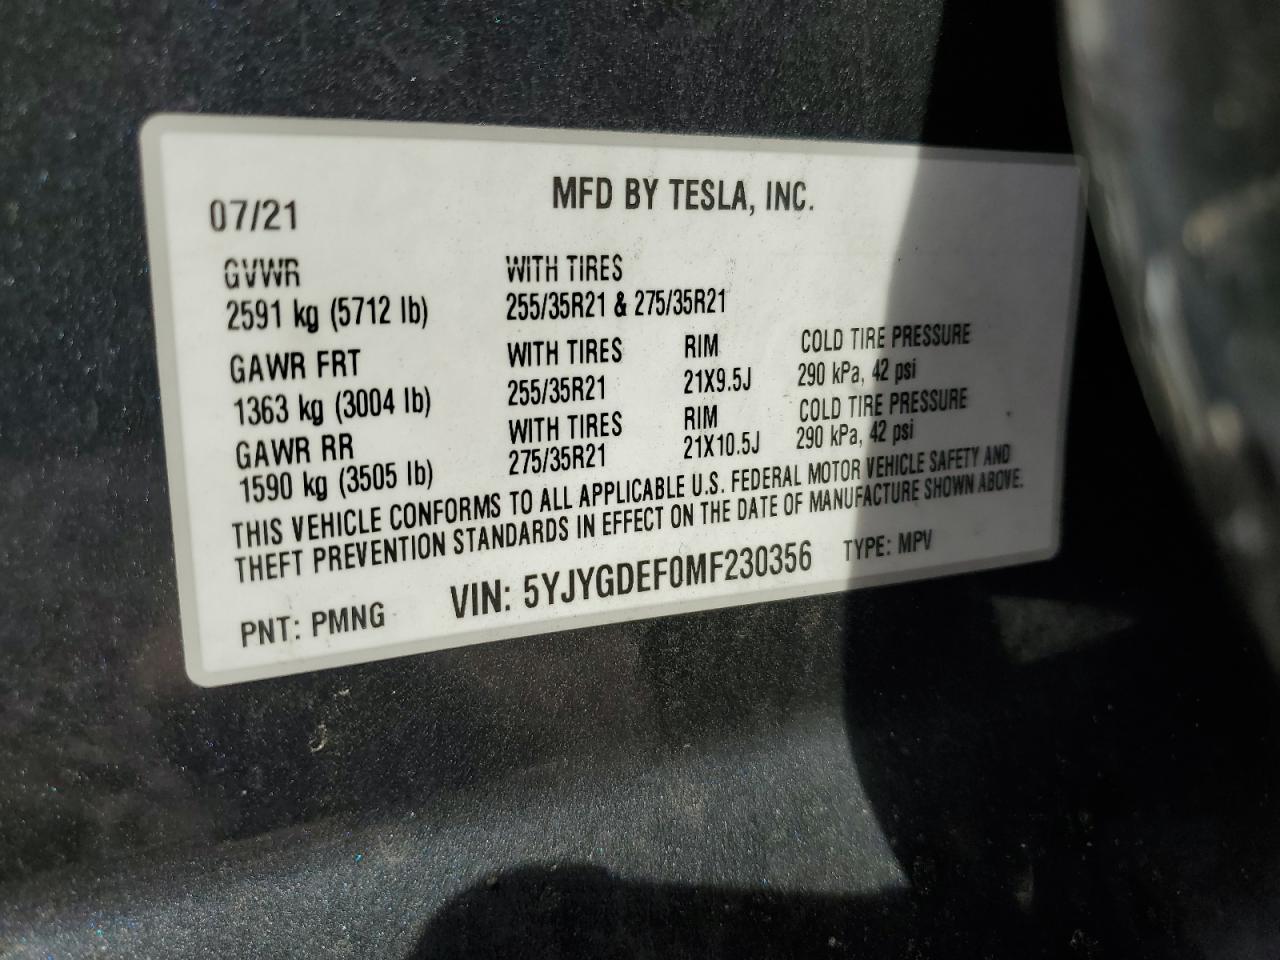 MFD BY TESLA, INC.
07/21
GVWR WITH TIRES
2591 kg (5712 lb) 255/35R21 & 275/35R21
GAWR FRT WITH TIRES RIM COLD TIRE PRESSURE
1363 kg (3004 lb) 255/35R21 21X9.5J 290 kPa, 42 psi
GAWR RR WITH TIRES RIM COLD TIRE PRESSURE
1590 kg (3505 lb) 275/35R21 21X10.5J 290 kPa, 42 psi
THIS VEHICLE CONFORMS TO ALL APPLICABLE U.S. FEDERAL MOTOR VEHICLE SAFETY AND
THEFT PREVENTION STANDARDS IN EFFECT ON THE DATE OF MANUFACTURE SHOWN ABOVE.
PNT: PMNG VIN: 5YJYGDEF0MF230356 TYPE: MPV